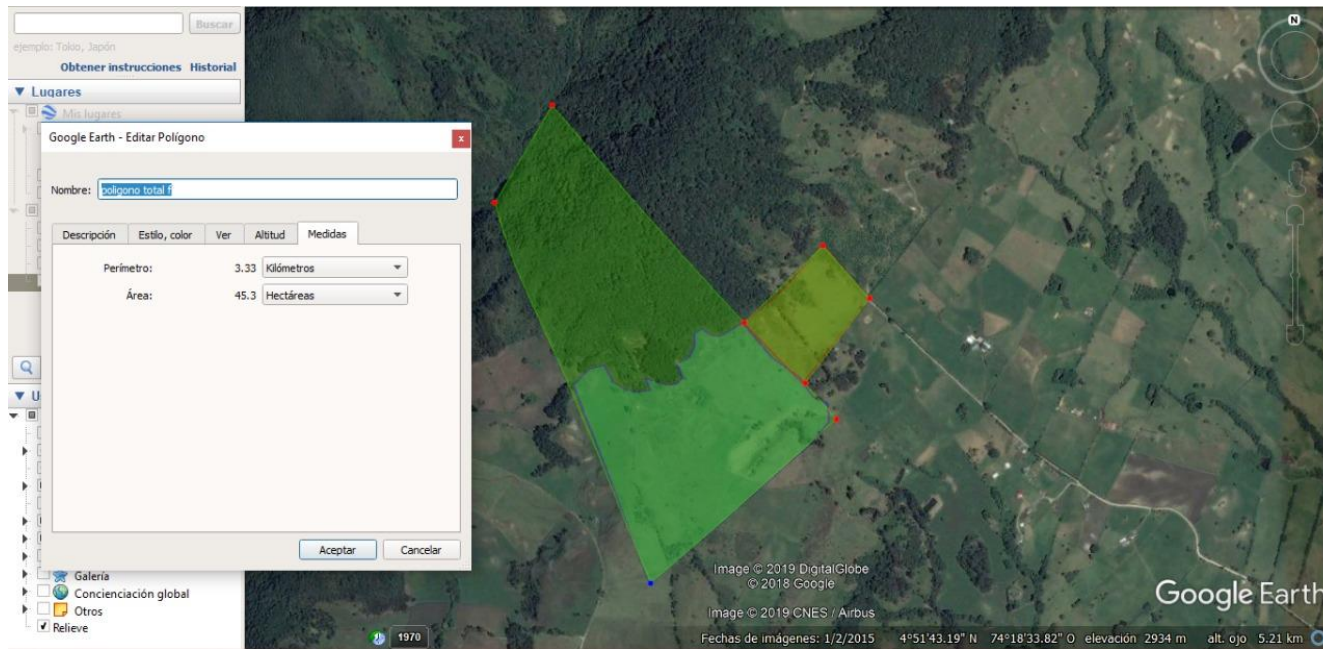 Buscar
ejemplo: Tokio, Japón
Obtener instrucciones Historial
Lugares
Mis lugares
Google Earth - Editar Polígono
x
Nombre: poligono total f
Descripción Estilo, color Ver Altitud Medidas
Perímetro: 3.33 Kilómetros
Área: 45.3 Hectáreas
Aceptar Cancelar
U
Galería
Concienciación global
Otros
Relieve
N
Image © 2019 DigitalGlobe
© 2018 Google
Image © 2019 CNES / Airbus
Google Earth
1970
Fechas de imágenes: 1/2/2015 4°51'43.19" N 74°18'33.82" O elevación 2934 m alt. ojo 5.21 km